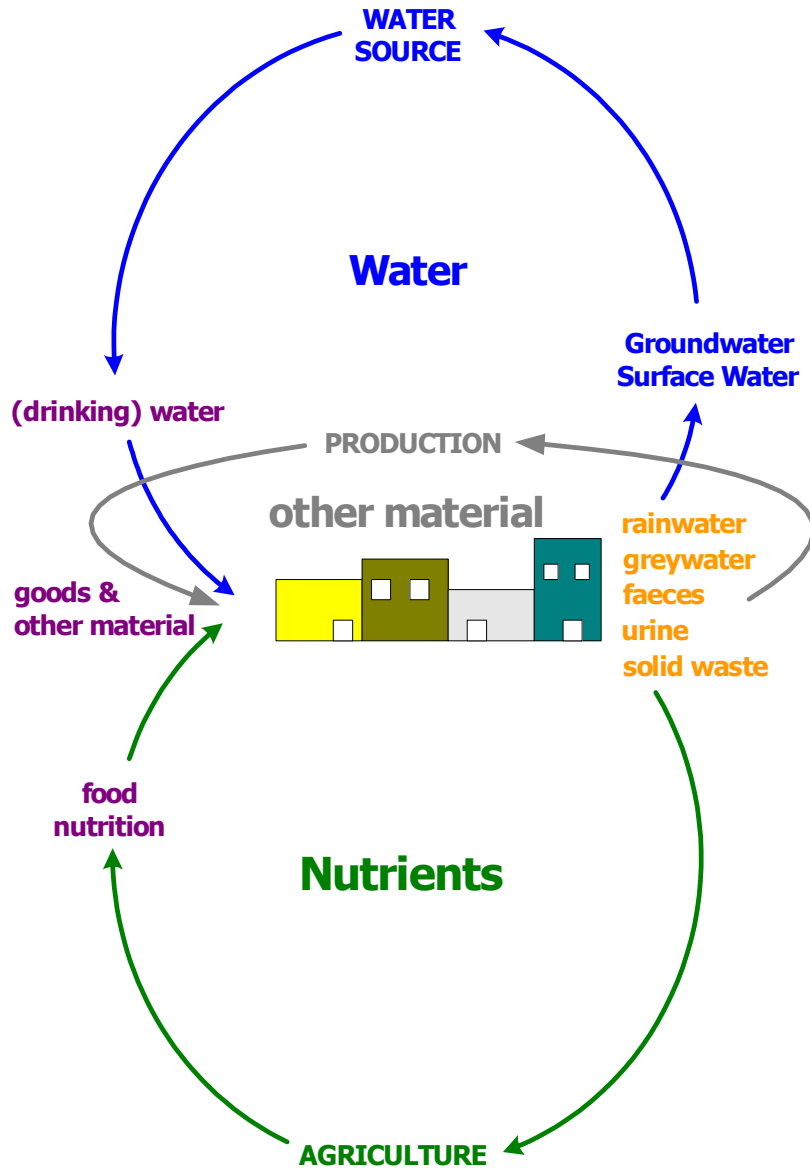 WATER
SOURCE
Water
Groundwater
Surface Water
(drinking) water
PRODUCTION
other material
rainwater
greywater
faeces
urine
solid waste
goods &
other material
food
nutrition
Nutrients
AGRICULTURE